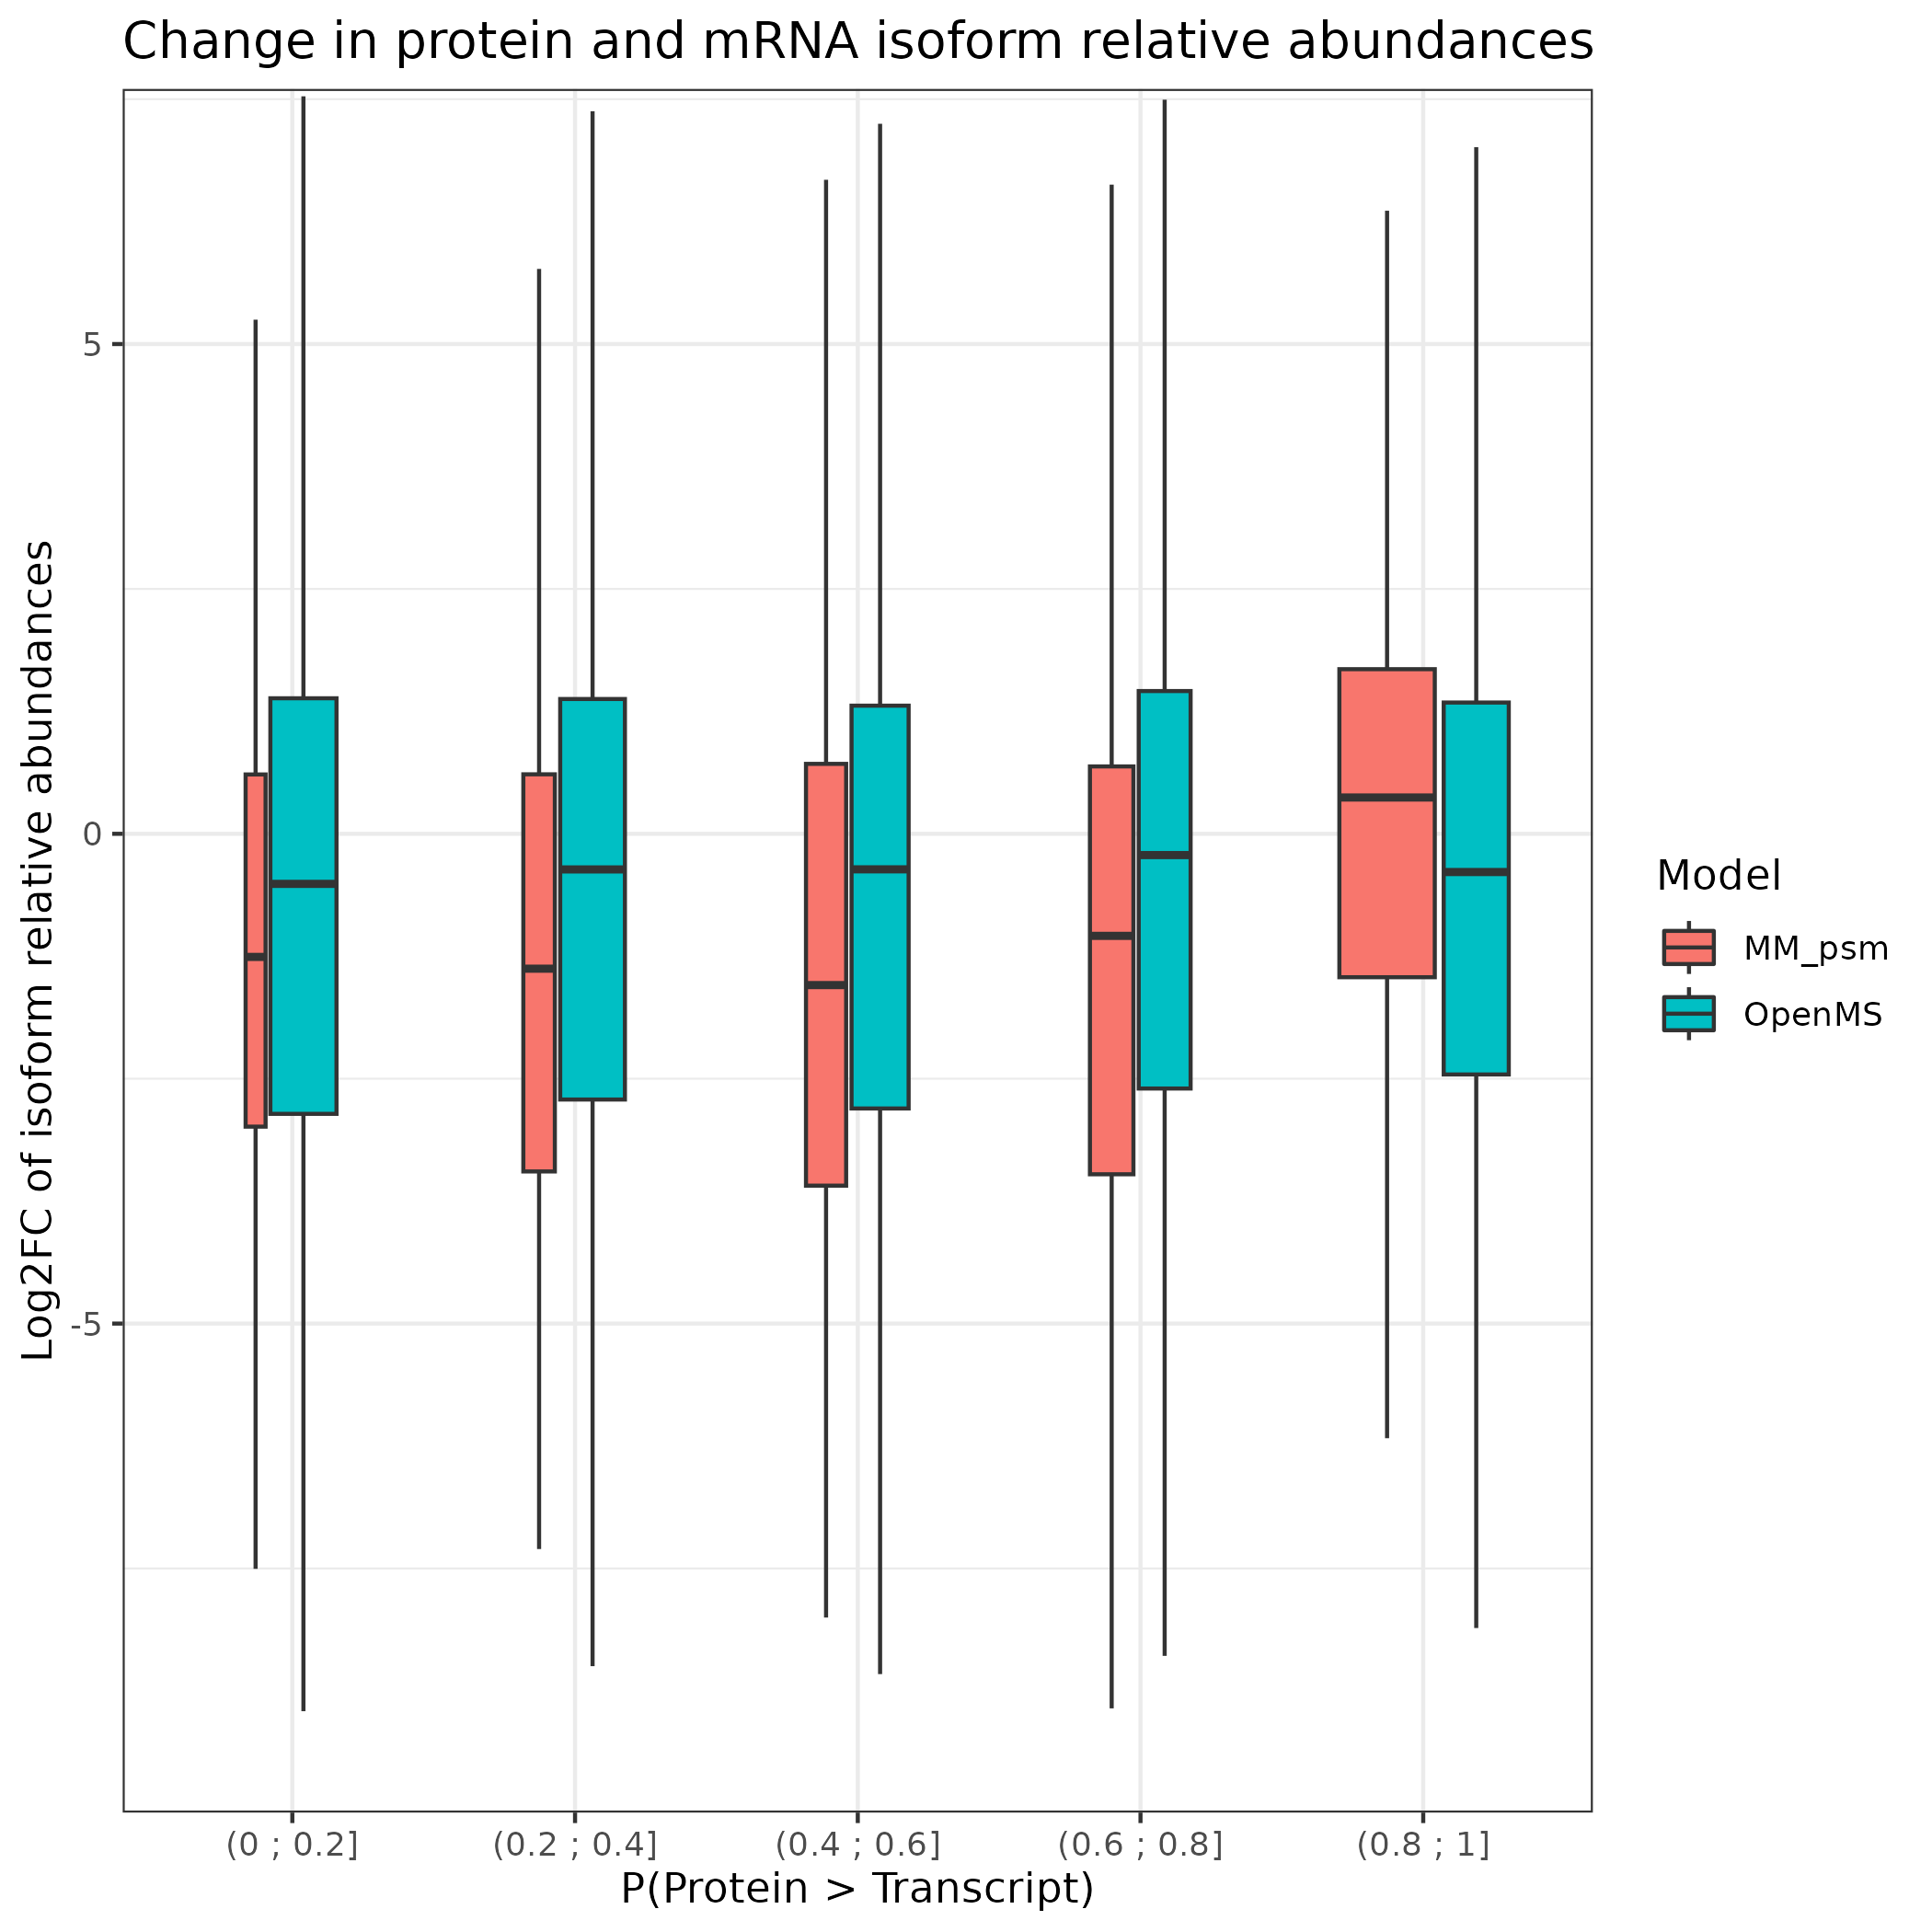 Change in protein and mRNA isoform relative abundances
Log2FC of isoform relative abundances
5
0
-5
(0 ; 0.2]
(0.2 ; 0.4]
(0.4 ; 0.6]
(0.6 ; 0.8]
(0.8 ; 1]
P(Protein > Transcript)
Model
MM_psm
OpenMS